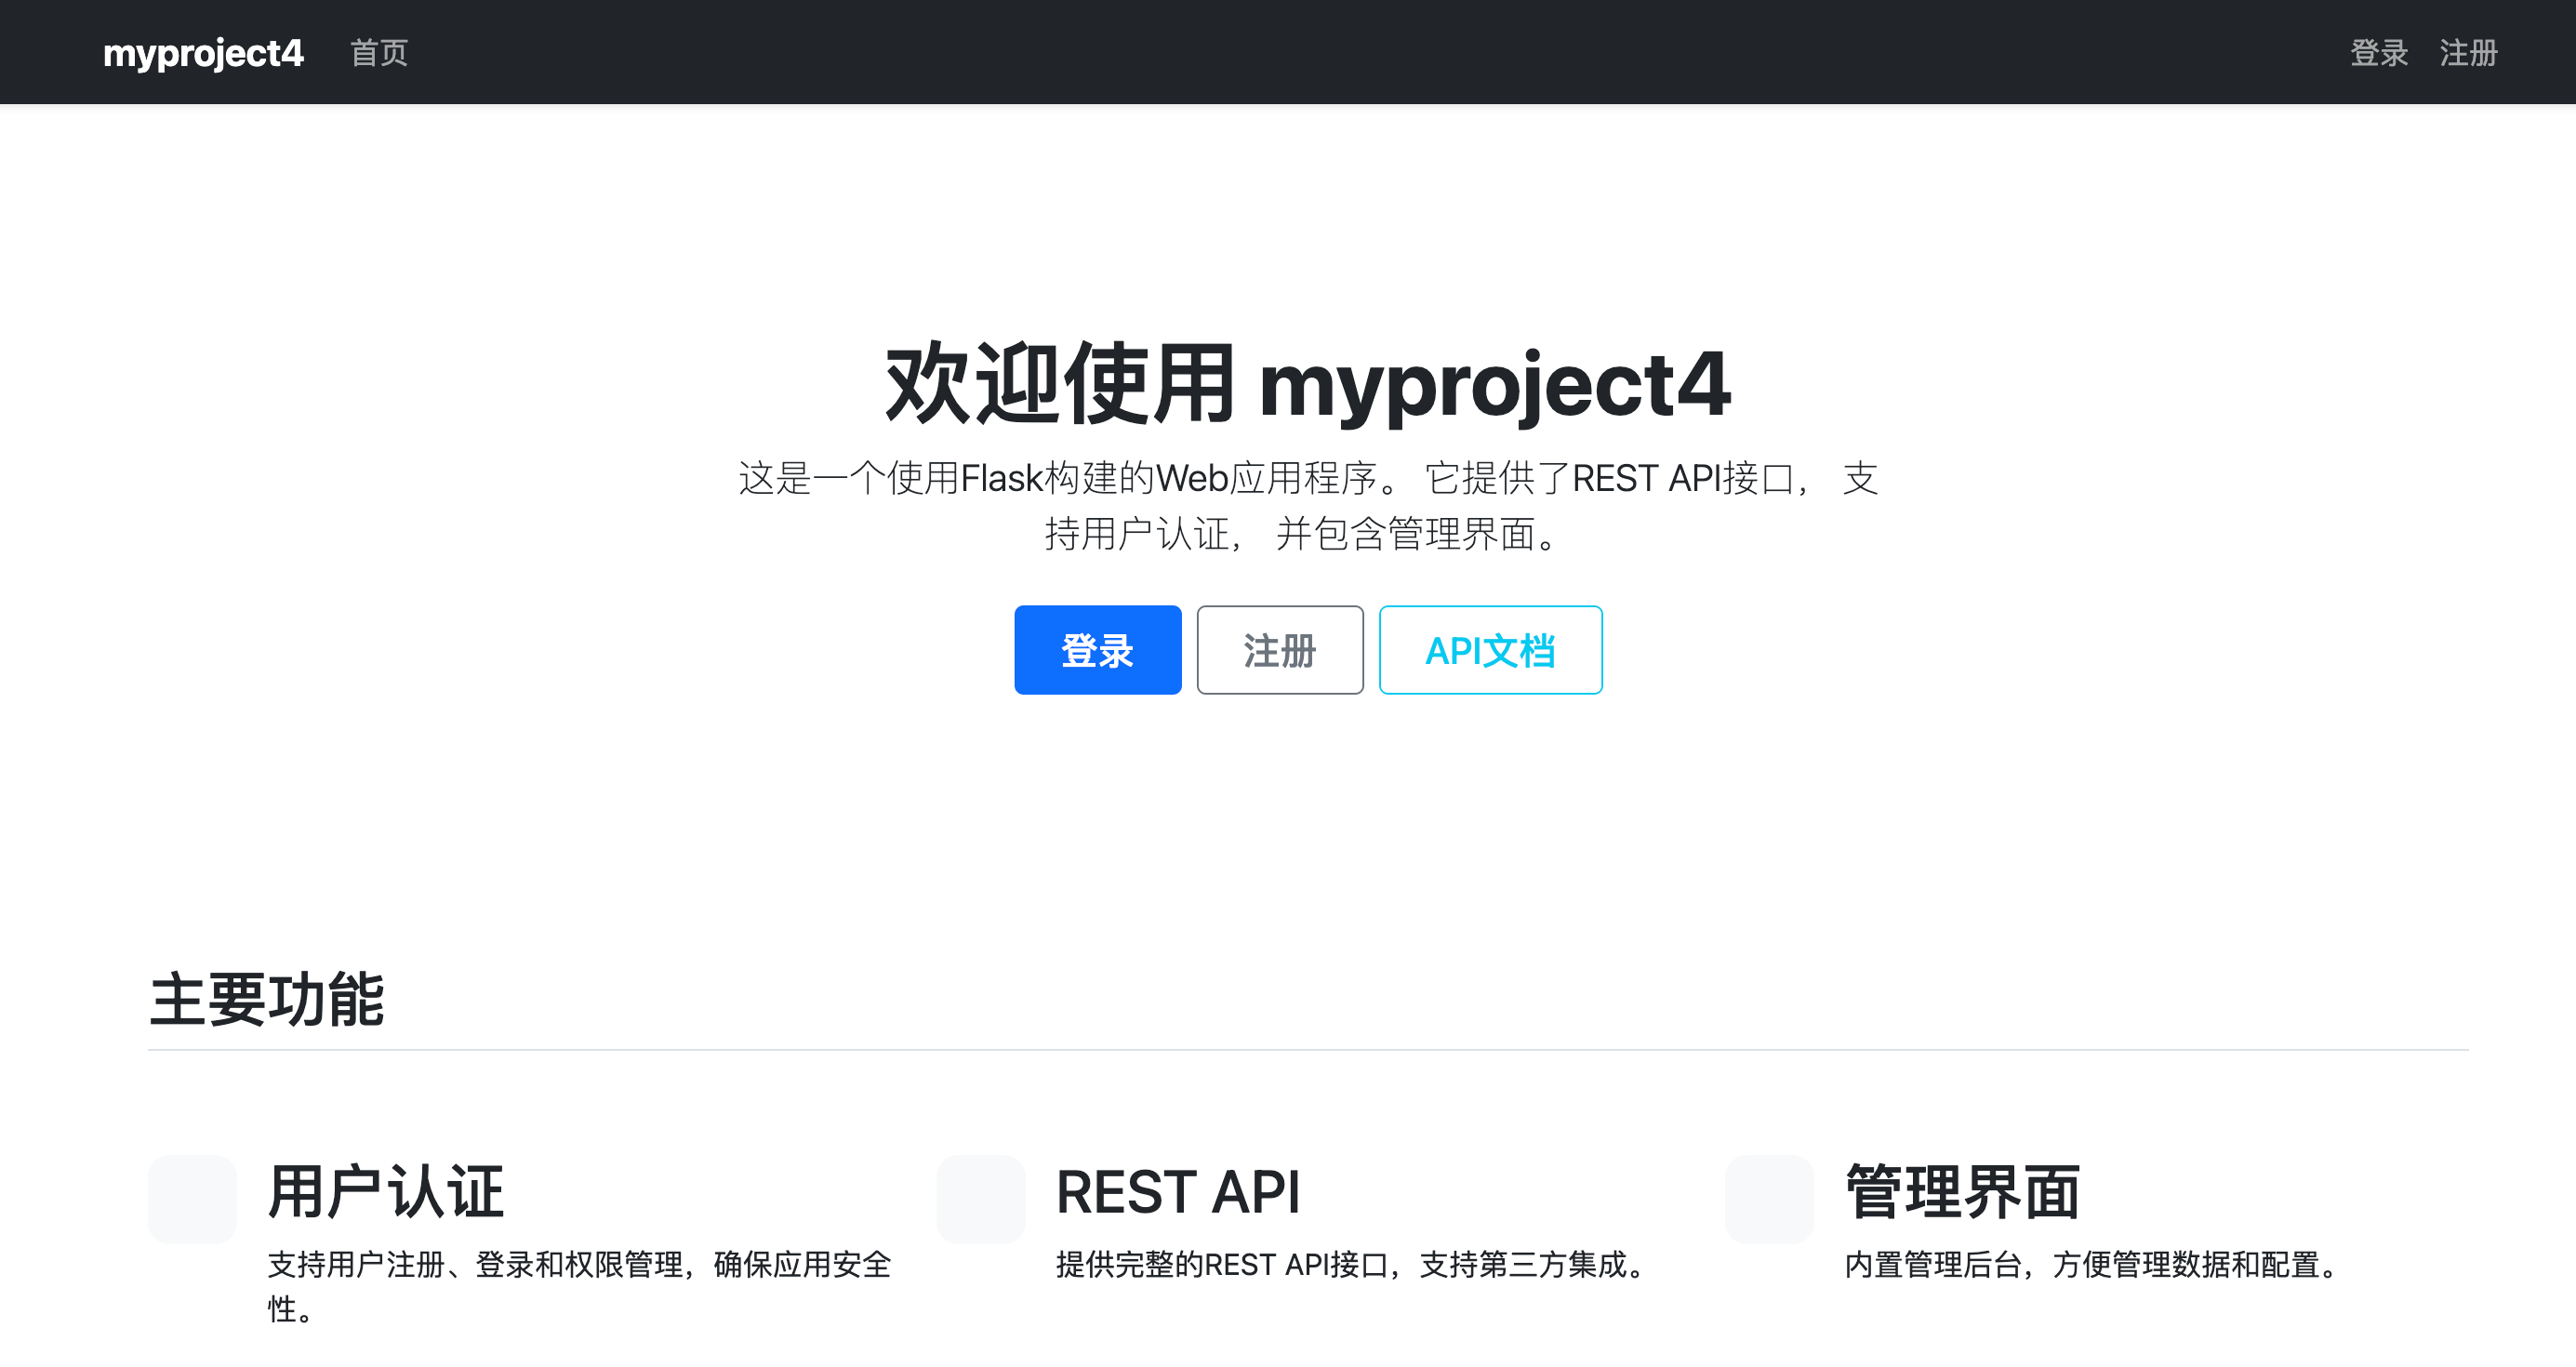 myproject4 首页 登录 注册
欢迎使用 myproject4
这是一个使用Flask构建的Web应用程序。 它提供了REST API接口， 支
持用户认证， 并包含管理界面。
登录 注册 API文档
主要功能
用户认证
支持用户注册、登录和权限管理，确保应用安全
性。
REST API
提供完整的REST API接口，支持第三方集成。
管理界面
内置管理后台，方便管理数据和配置。